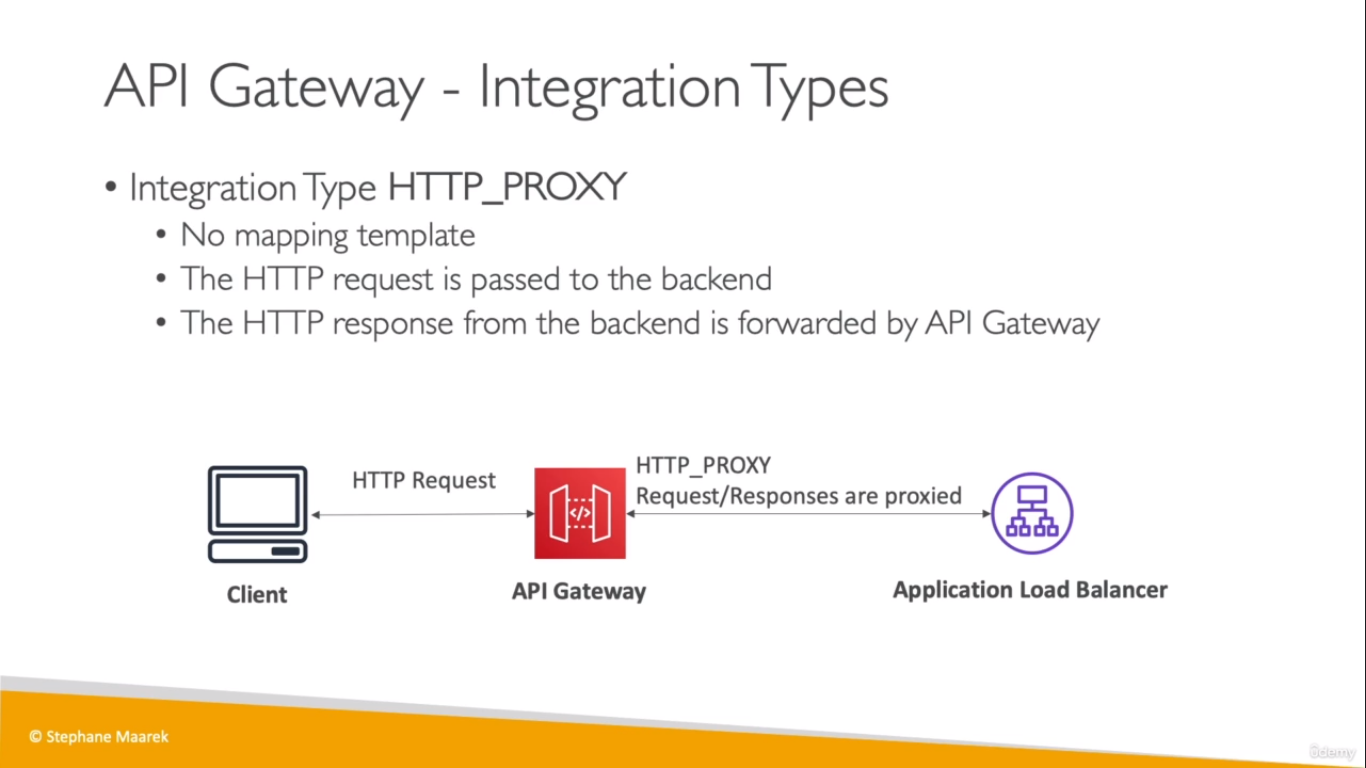 API Gateway - Integration Types
• Integration Type HTTP_PROXY
• No mapping template
• The HTTP request is passed to the backend
• The HTTP response from the backend is forwarded by API Gateway
HTTP Request
HTTP_PROXY
Request/Responses are proxied
</>
Client
API Gateway
Application Load Balancer
© Stephane Maarek
ûdemy